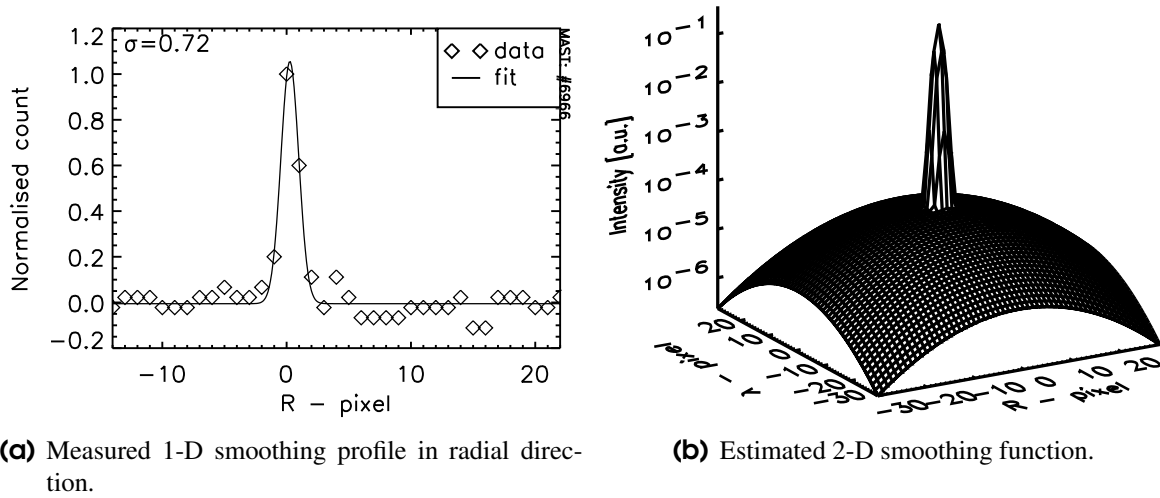 1.2
1.0
0.8
0.6
0.4
0.2
0.0
−0.2
σ=0.72
data
fit
MAST: #6966
Normalised count
−10 0 10 20
R − pixel
10−1
10−2
10−3
10−4
10−5
10−6
Intensity [a.u.]
20 10 0 −10 −20 −30
λ − pixel
−30 −20 −10 0 10 20
R − pixel
(a) Measured 1-D smoothing profile in radial direc-
tion.
(b) Estimated 2-D smoothing function.